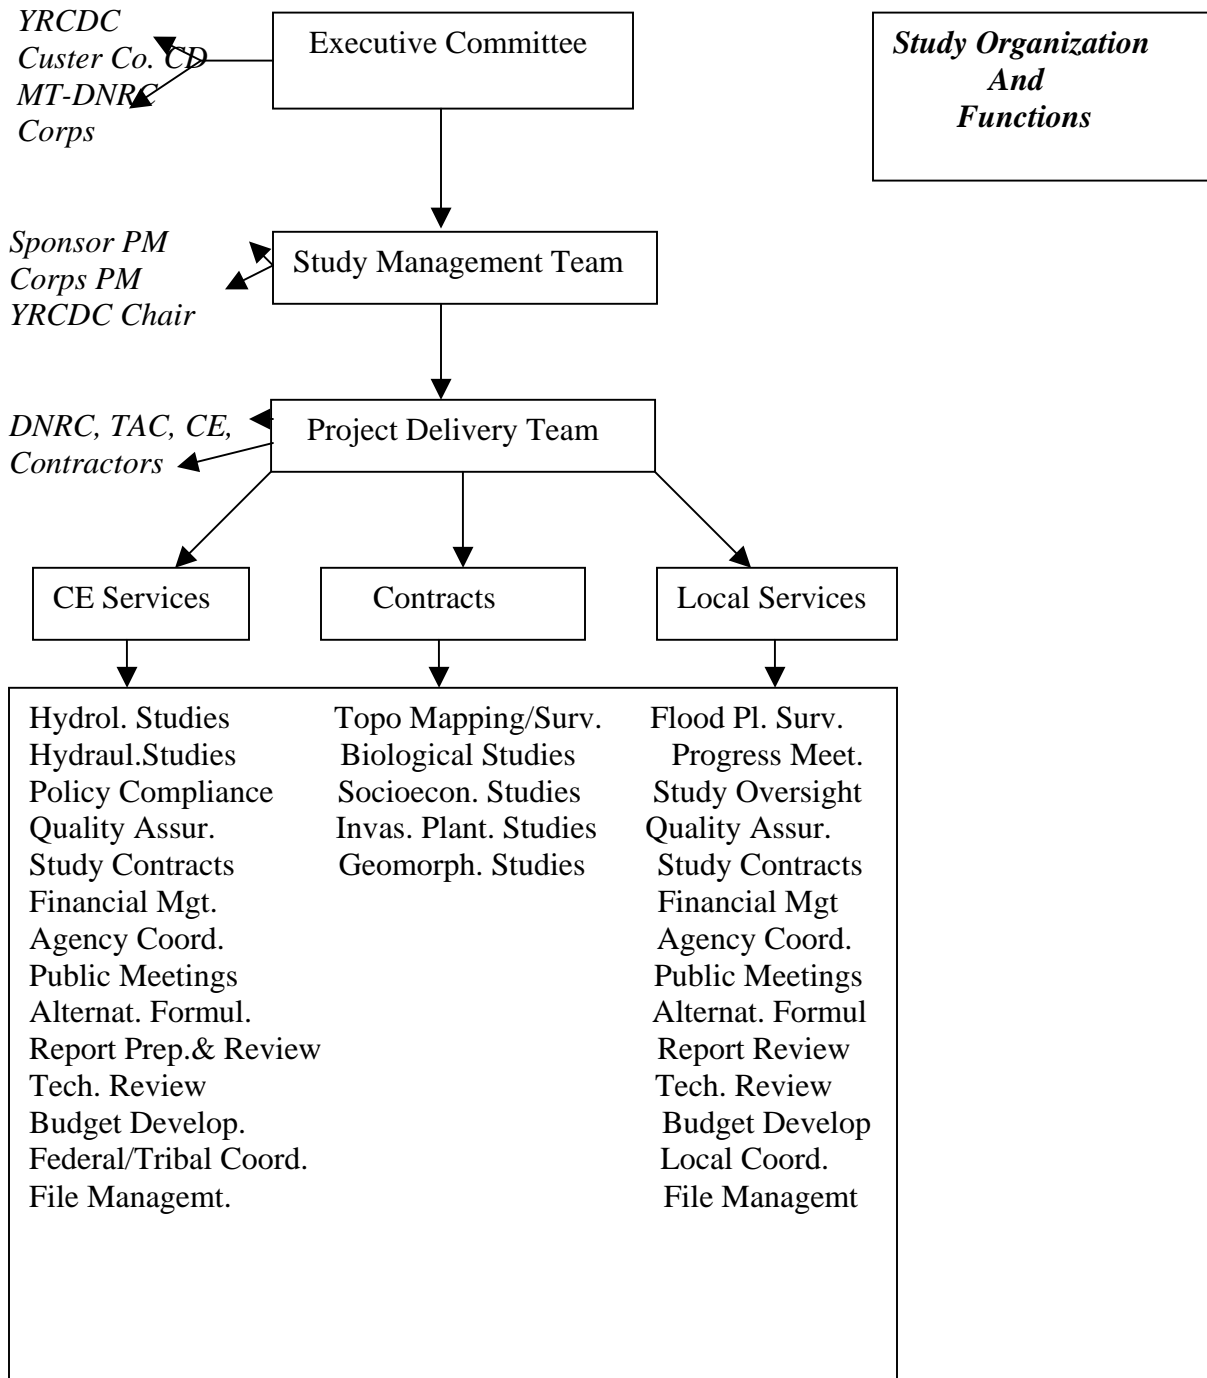 YRCDC
Custer Co. CD
MT-DNRC
Corps
Executive Committee
Study Organization
And
Functions
Sponsor PM
Corps PM
YRCDC Chair
Study Management Team
DNRC, TAC, CE,
Contractors
Project Delivery Team
CE Services
Contracts
Local Services
Hydrol. Studies
Hydraul.Studies
Policy Compliance
Quality Assur.
Study Contracts
Financial Mgt.
Agency Coord.
Public Meetings
Alternat. Formul.
Report Prep.& Review
Tech. Review
Budget Develop.
Federal/Tribal Coord.
File Managemt.
Topo Mapping/Surv.
Biological Studies
Socioecon. Studies
Invas. Plant. Studies
Geomorph. Studies
Flood Pl. Surv.
Progress Meet.
Study Oversight
Quality Assur.
Study Contracts
Financial Mgt
Agency Coord.
Public Meetings
Alternat. Formul
Report Review
Tech. Review
Budget Develop
Local Coord.
File Managemt